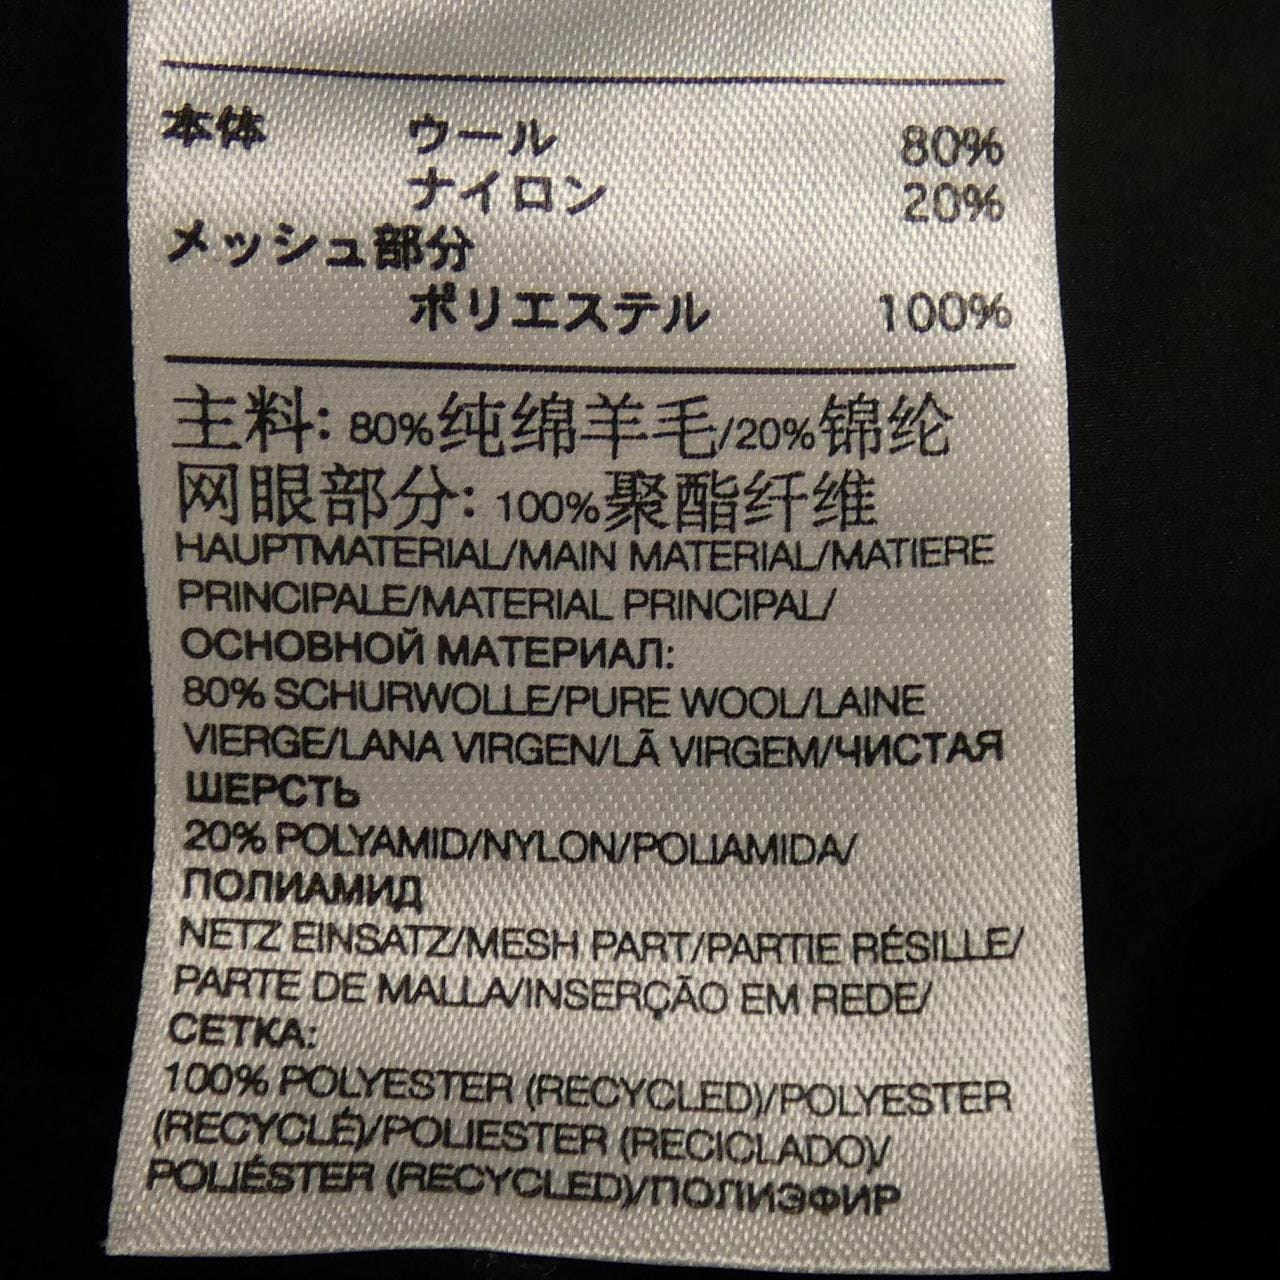 本体 ウール 80%
ナイロン 20%
メッシュ部分
ポリエステル 100%
主料: 80%纯绵羊毛/20%锦纶
网眼部分: 100%聚酯纤维
HAUPTMATERIAL/MAIN MATERIAL/MATIERE
PRINCIPALE/MATERIAL PRINCIPAL/
ОСНОВНОЙ МАТЕРИАЛ:
80% SCHURWOLLE/PURE WOOL/LAINE
VIERGE/LANA VIRGEN/LÃ VIRGEM/ЧИСТАЯ
ШЕРСТЬ
20% POLYAMID/NYLON/POLIAMIDA/
ПОЛИАМИД
NETZ EINSATZ/MESH PART/PARTIE RÉSILLE/
PARTE DE MALLA/INSERÇÃO EM REDE/
СЕТКА:
100% POLYESTER (RECYCLED)/POLYESTER
(RECYCLÉ)/POLIESTER (RECICLADO)/
POLIÉSTER (RECYCLED)/ПОЛИЭФИР